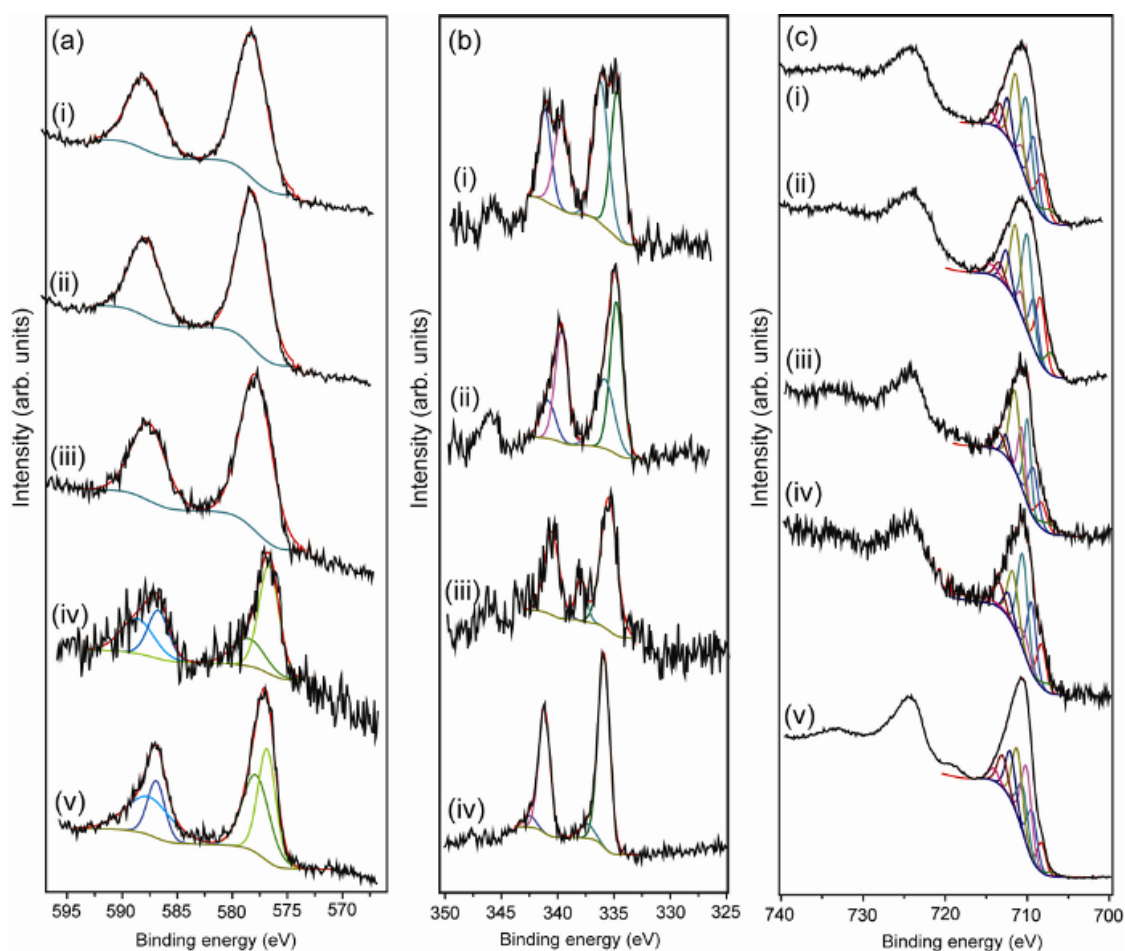 (a)
(i)
(ii)
(iii)
(iv)
(v)
Intensity (arb. units)
595 590 585 580 575 570
Binding energy (eV)
(b)
(i)
(ii)
(iii)
(iv)
Intensity (arb. units)
350 345 340 335 330 325
Binding energy (eV)
(c)
(i)
(ii)
(iii)
(iv)
(v)
Intensity (arb. units)
740 730 720 710 700
Binding energy (eV)